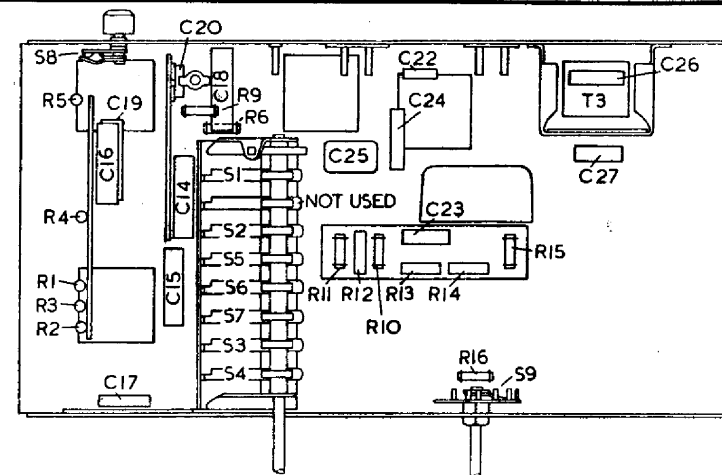 C20
S8
C22
C26
R5
C19
C18
R9
C24
T3
R6
C16
C25
C27
S1
C14
NOT USED
R4
S2
C23
S5
R15
C15
R1
S6
R11
R12
R13
R14
R3
S7
R10
R2
S3
R16
S4
S9
C17